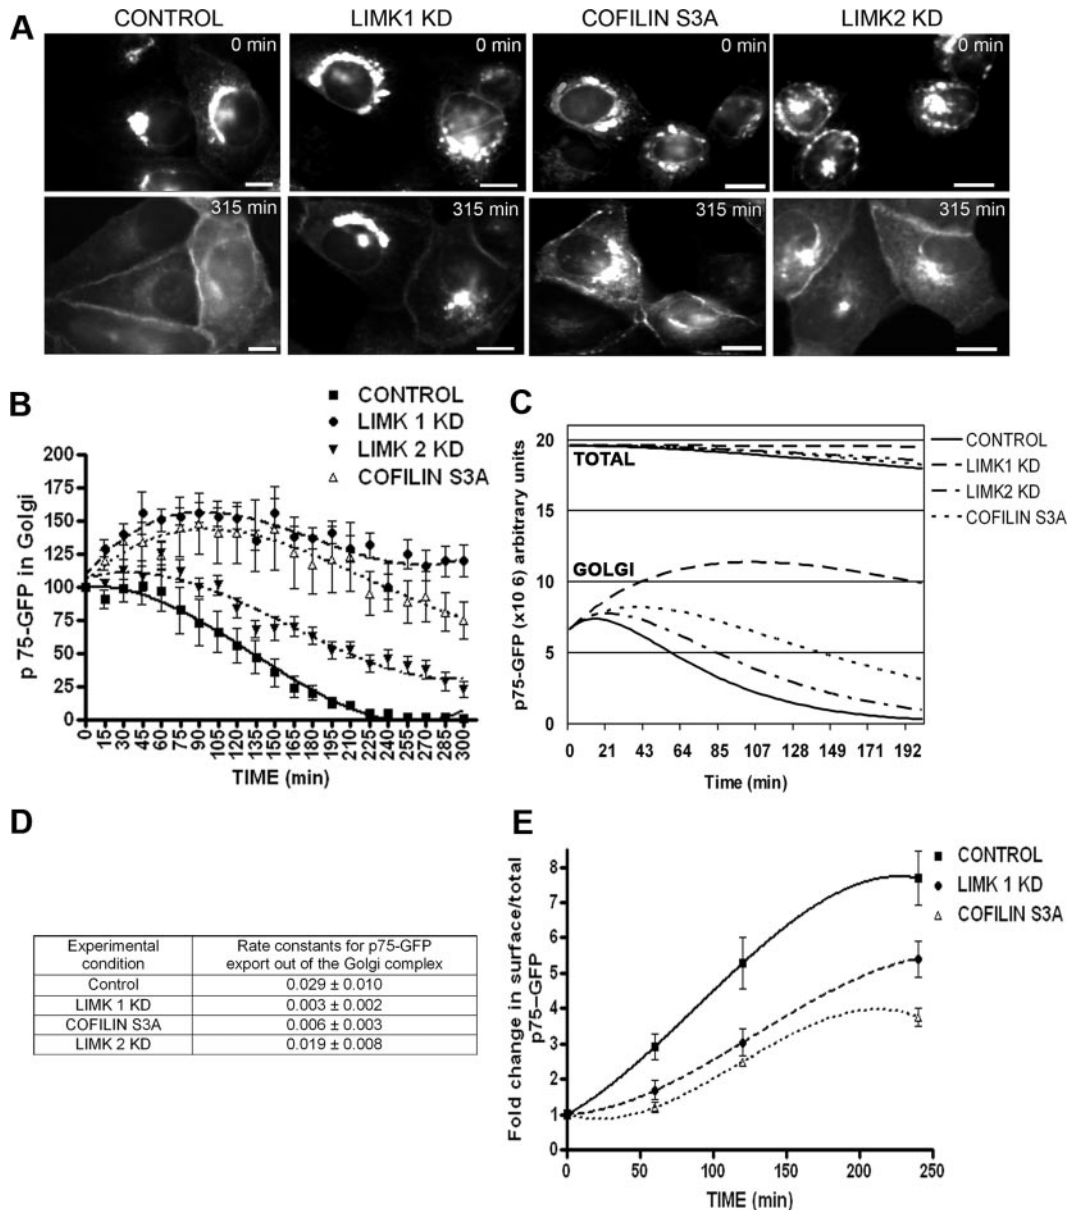 A
CONTROL
LIMK1 KD
COFILIN S3A
LIMK2 KD
0 min
0 min
0 min
0 min
315 min
315 min
315 min
315 min
B
CONTROL
LIMK 1 KD
LIMK 2 KD
COFILIN S3A
p 75-GFP in Golgi
200
175
150
125
100
75
50
25
0
0
15
30
45
60
75
90
105
120
135
150
165
180
195
210
225
240
255
270
285
300
TIME (min)
C
p75-GFP (x10 6) arbitrary units
20
15
10
5
0
TOTAL
GOLGI
CONTROL
LIMK1 KD
LIMK2 KD
COFILIN S3A
0 21 43 64 85 107 128 149 171 192
Time (min)
D
Experimental condition
Rate constants for p75-GFP export out of the Golgi complex
Control 0.029 ± 0.010
LIMK 1 KD 0.003 ± 0.002
COFILIN S3A 0.006 ± 0.003
LIMK 2 KD 0.019 ± 0.008
E
Fold change in surface/total
p75–GFP
8
7
6
5
4
3
2
1
0
CONTROL
LIMK 1 KD
COFILIN S3A
0 50 100 150 200 250
TIME (min)